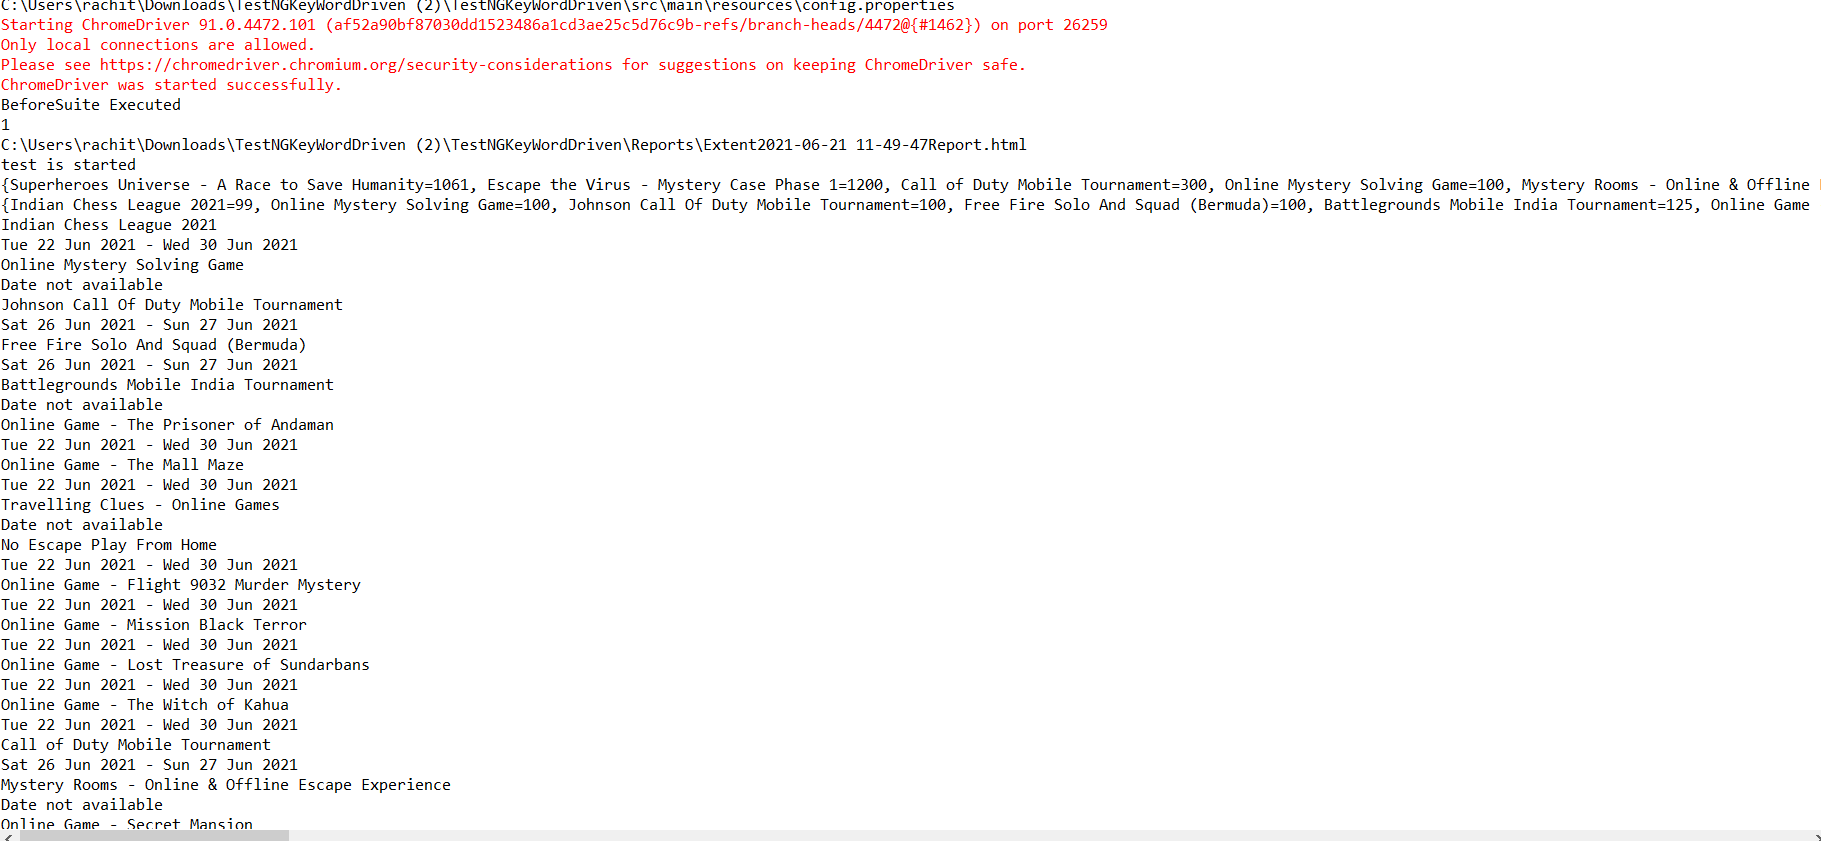 C:\Users\rachit\Downloads\TestNGKeyWordDriven (2)\TestNGKeyWordDriven\src\main\resources\config.properties
Starting ChromeDriver 91.0.4472.101 (af52a90bf87030dd1523486a1cd3ae25c5d76c9b-refs/branch-heads/4472@{#1462}) on port 26259
Only local connections are allowed.
Please see https://chromedriver.chromium.org/security-considerations for suggestions on keeping ChromeDriver safe.
ChromeDriver was started successfully.
BeforeSuite Executed
1
C:\Users\rachit\Downloads\TestNGKeyWordDriven (2)\TestNGKeyWordDriven\Reports\Extent2021-06-21 11-49-47Report.html
test is started
{Superheroes Universe - A Race to Save Humanity=1061, Escape the Virus - Mystery Case Phase 1=1200, Call of Duty Mobile Tournament=300, Online Mystery Solving Game=100, Mystery Rooms - Online & Offline
{Indian Chess League 2021=99, Online Mystery Solving Game=100, Johnson Call Of Duty Mobile Tournament=100, Free Fire Solo And Squad (Bermuda)=100, Battlegrounds Mobile India Tournament=125, Online Game
Indian Chess League 2021
Tue 22 Jun 2021 - Wed 30 Jun 2021
Online Mystery Solving Game
Date not available
Johnson Call Of Duty Mobile Tournament
Sat 26 Jun 2021 - Sun 27 Jun 2021
Free Fire Solo And Squad (Bermuda)
Sat 26 Jun 2021 - Sun 27 Jun 2021
Battlegrounds Mobile India Tournament
Date not available
Online Game - The Prisoner of Andaman
Tue 22 Jun 2021 - Wed 30 Jun 2021
Online Game - The Mall Maze
Tue 22 Jun 2021 - Wed 30 Jun 2021
Travelling Clues - Online Games
Date not available
No Escape Play From Home
Tue 22 Jun 2021 - Wed 30 Jun 2021
Online Game - Flight 9032 Murder Mystery
Tue 22 Jun 2021 - Wed 30 Jun 2021
Online Game - Mission Black Terror
Tue 22 Jun 2021 - Wed 30 Jun 2021
Online Game - Lost Treasure of Sundarbans
Tue 22 Jun 2021 - Wed 30 Jun 2021
Online Game - The Witch of Kahua
Tue 22 Jun 2021 - Wed 30 Jun 2021
Call of Duty Mobile Tournament
Sat 26 Jun 2021 - Sun 27 Jun 2021
Mystery Rooms - Online & Offline Escape Experience
Date not available
Online Game - Secret Mansion